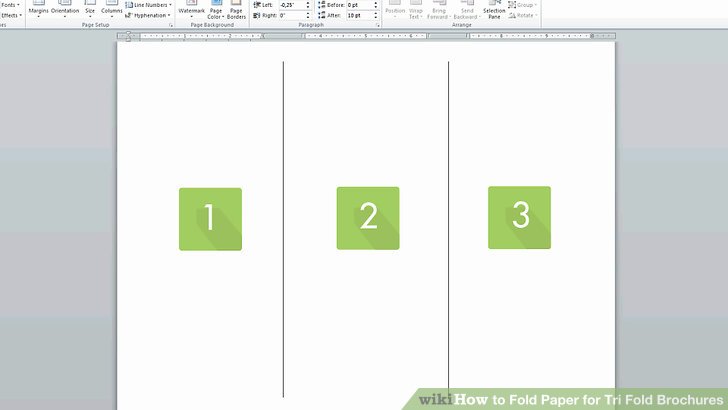 Fonts
Margins Orientation Size Columns
Line Numbers
Watermark Page Page
Left: -0,25"
Before: 0 pt
Position Wrap Bring Send Selection
Group
Effects
Hyphenation
Color Borders
Right: 0"
After: 10 pt
Text Forward Backward Pane
Rotate
Page Setup
Page Background
Paragraph
Arrange
1
2
3
wikiHow to Fold Paper for Tri Fold Brochures